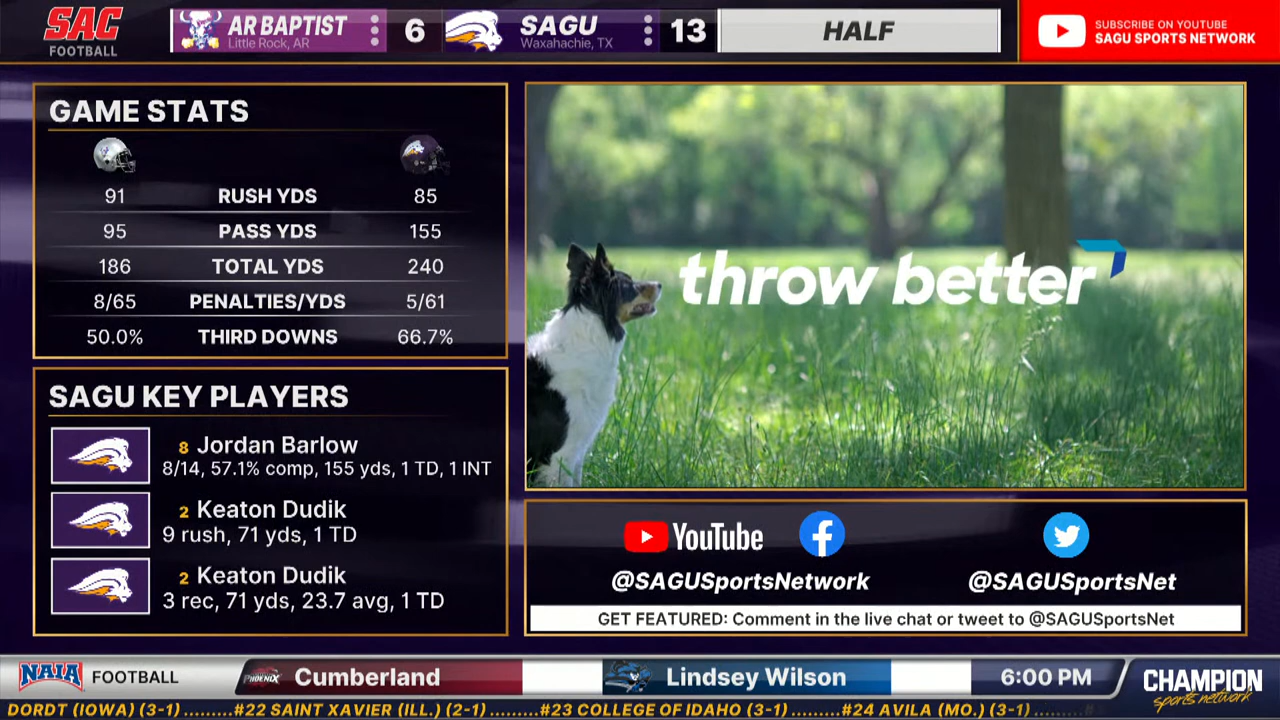 SAC
FOOTBALL
AR BAPTIST
Little Rock, AR
6
SAGU
Waxahachie, TX
13
HALF
SUBSCRIBE ON YOUTUBE
SAGU SPORTS NETWORK
GAME STATS
91 RUSH YDS 85
95 PASS YDS 155
186 TOTAL YDS 240
8/65 PENALTIES/YDS 5/61
50.0% THIRD DOWNS 66.7%
SAGU KEY PLAYERS
8 Jordan Barlow
8/14, 57.1% comp, 155 yds, 1 TD, 1 INT
2 Keaton Dudik
9 rush, 71 yds, 1 TD
2 Keaton Dudik
3 rec, 71 yds, 23.7 avg, 1 TD
throw better
YouTube
@SAGUSportsNetwork
@SAGUSportsNet
GET FEATURED: Comment in the live chat or tweet to @SAGUSportsNet
NAIA FOOTBALL
PHOENIX
Cumberland
Lindsey Wilson
6:00 PM
CHAMPION
sports network
DORDT (IOWA) (3-1) ........#22 SAINT XAVIER (ILL.) (2-1) ........#23 COLLEGE OF IDAHO (3-1) ........#24 AVILA (MO.) (3-1) ........